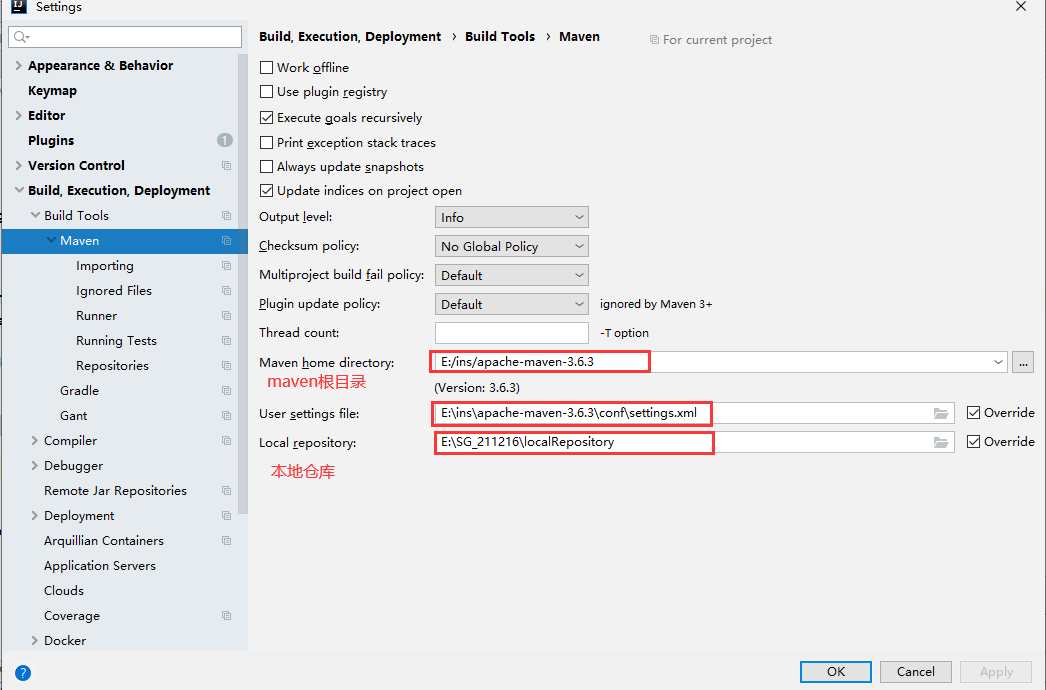 Settings
Appearance & Behavior
Keymap
Editor
Plugins 1
Version Control
Build, Execution, Deployment
Build Tools
Maven
Importing
Ignored Files
Runner
Running Tests
Repositories
Gradle
Gant
Compiler
Debugger
Remote Jar Repositories
Deployment
Arquillian Containers
Application Servers
Clouds
Coverage
Docker
?
Build, Execution, Deployment › Build Tools › Maven For current project
Work offline
Use plugin registry
Execute goals recursively
Print exception stack traces
Always update snapshots
Update indices on project open
Output level: Info
Checksum policy: No Global Policy
Multiproject build fail policy: Default
Plugin update policy: Default ignored by Maven 3+
Thread count: -T option
Maven home directory: E:/ins/apache-maven-3.6.3 ...
maven根目录
(Version: 3.6.3)
User settings file: E:\ins\apache-maven-3.6.3\conf\settings.xml Override
Local repository: E:\SG_211216\localRepository Override
本地仓库
OK Cancel Apply